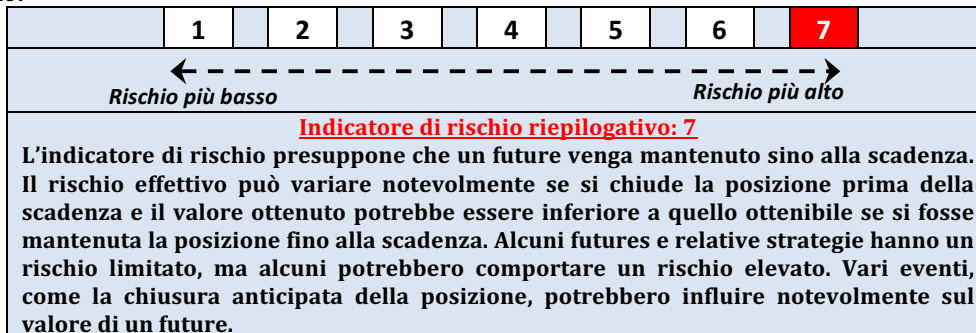 1 2 3 4 5 6 7
Rischio più basso Rischio più alto
Indicatore di rischio riepilogativo: 7
L'indicatore di rischio presuppone che un future venga mantenuto sino alla scadenza.
Il rischio effettivo può variare notevolmente se si chiude la posizione prima della
scadenza e il valore ottenuto potrebbe essere inferiore a quello ottenibile se si fosse
mantenuta la posizione fino alla scadenza. Alcuni futures e relative strategie hanno un
rischio limitato, ma alcuni potrebbero comportare un rischio elevato. Vari eventi,
come la chiusura anticipata della posizione, potrebbero influire notevolmente sul
valore di un future.